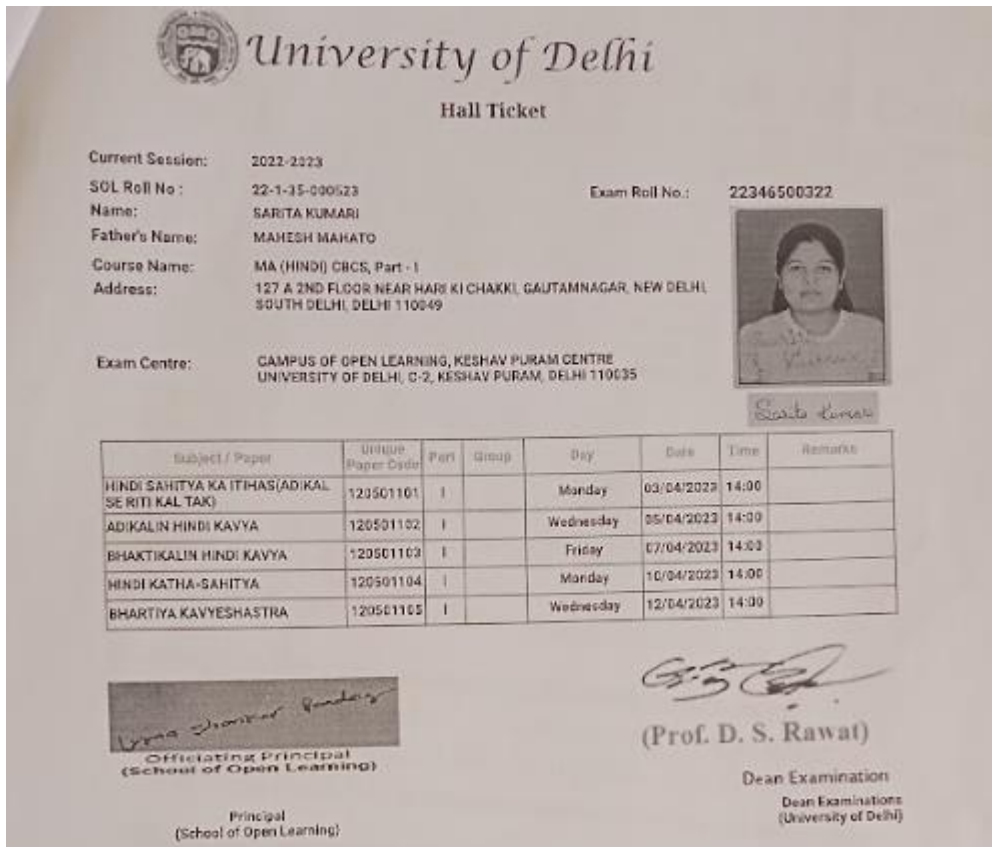 University of Delhi
Hall Ticket
Current Session: 2022-2023
SOL Roll No : 22-1-35-000523 Exam Roll No.: 22346500322
Name: SARITA KUMARI
Father's Name: MAHESH MAHATO
Course Name: MA (HINDI) CBCS, Part - I
Address: 127 A 2ND FLOOR NEAR HARI KI CHAKKI, GAUTAMNAGAR, NEW DELHI,
SOUTH DELHI, DELHI 110049
Exam Centre: CAMPUS OF OPEN LEARNING, KESHAV PURAM CENTRE
UNIVERSITY OF DELHI, C-2, KESHAV PURAM, DELHI 110035
Sarita Kumari
Subject / Paper Unique Paper Code Part Group Day Date Time Remarks
HINDI SAHITYA KA ITIHAS(ADIKAL SE RITI KAL TAK) 120501101 I Monday 03/04/2023 14:00
ADIKALIN HINDI KAVYA 120501102 I Wednesday 05/04/2023 14:00
BHAKTIKALIN HINDI KAVYA 120501103 I Friday 07/04/2023 14:00
HINDI KATHA-SAHITYA 120501104 I Monday 10/04/2023 14:00
BHARTIYA KAVYESHASTRA 120501105 I Wednesday 12/04/2023 14:00
Uma Shankar Pandey
Officiating Principal
(School of Open Learning)
(Prof. D. S. Rawat)
Dean Examination
Principal
(School of Open Learning)
Dean Examinations
(University of Delhi)